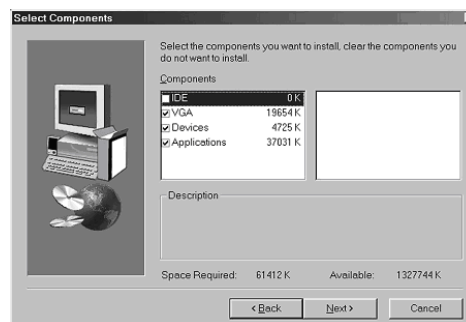 Select Components
Select the components you want to install, clear the components you
do not want to install.
Components
IDE 0 K
VGA 19654 K
Devices 4725 K
Applications 37031 K
Description
Space Required: 61412 K Available: 1327744 K
< Back Next > Cancel